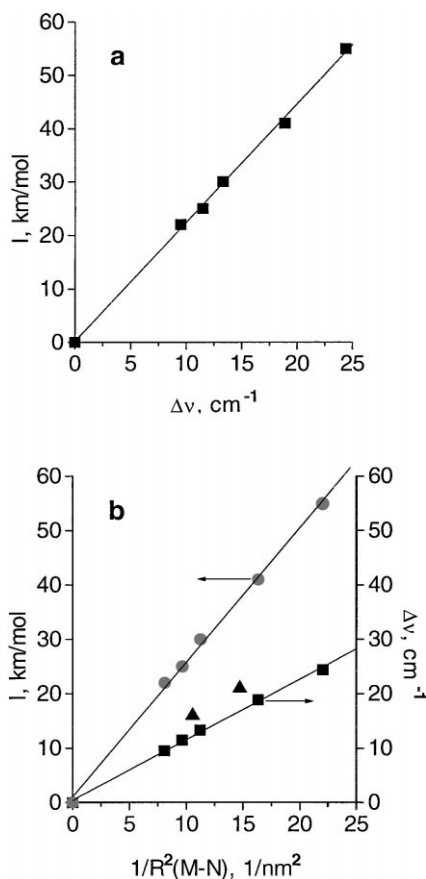 a
60
50
40
30
20
10
0
I, km/mol
0 5 10 15 20 25
Δν, cm⁻¹
b
60 60
50 50
40 40
30 30
20 20
10 10
0 0
I, km/mol
Δν, cm⁻¹
0 5 10 15 20 25
1/R²(M-N), 1/nm²